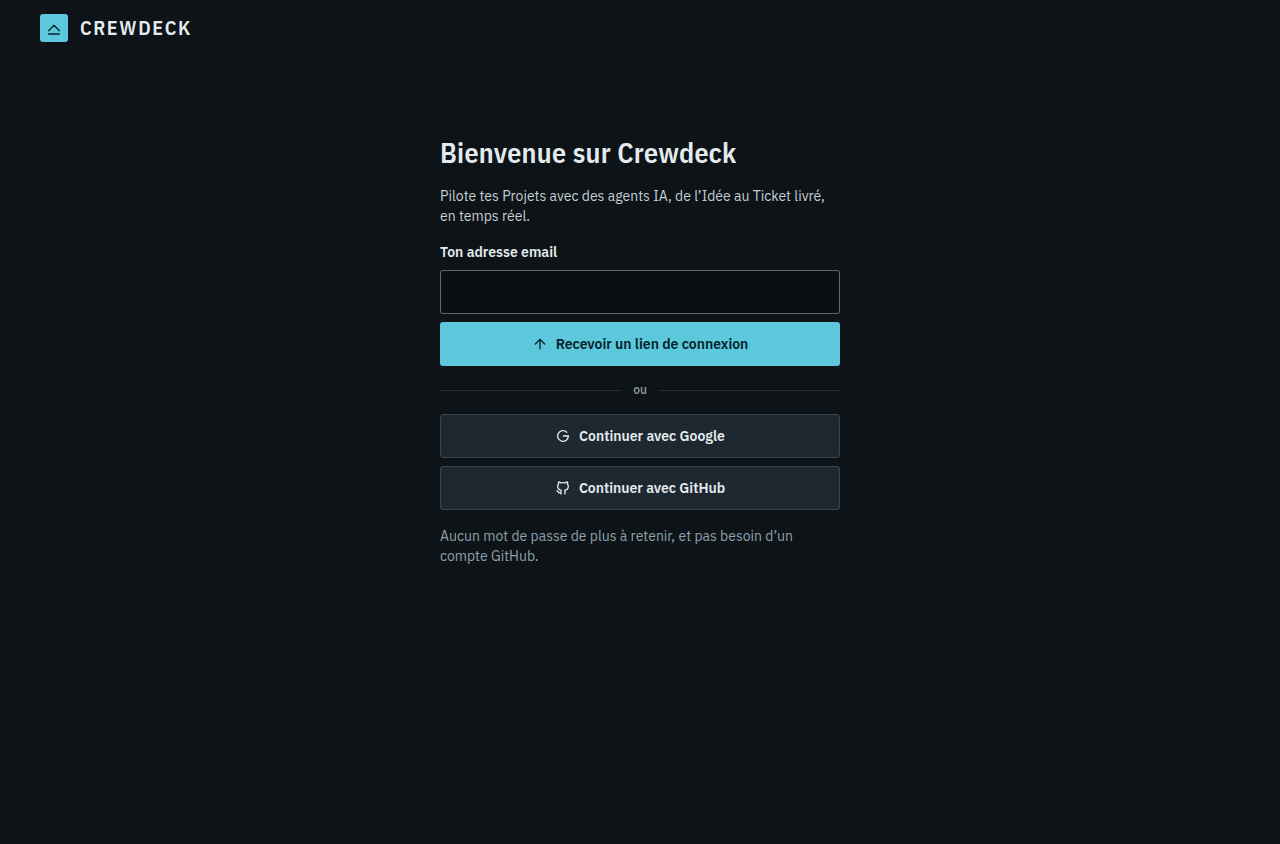 CREWDECK
Bienvenue sur Crewdeck
Pilote tes Projets avec des agents IA, de l’Idée au Ticket livré,
en temps réel.
Ton adresse email
Recevoir un lien de connexion
ou
Continuer avec Google
Continuer avec GitHub
Aucun mot de passe de plus à retenir, et pas besoin d’un
compte GitHub.